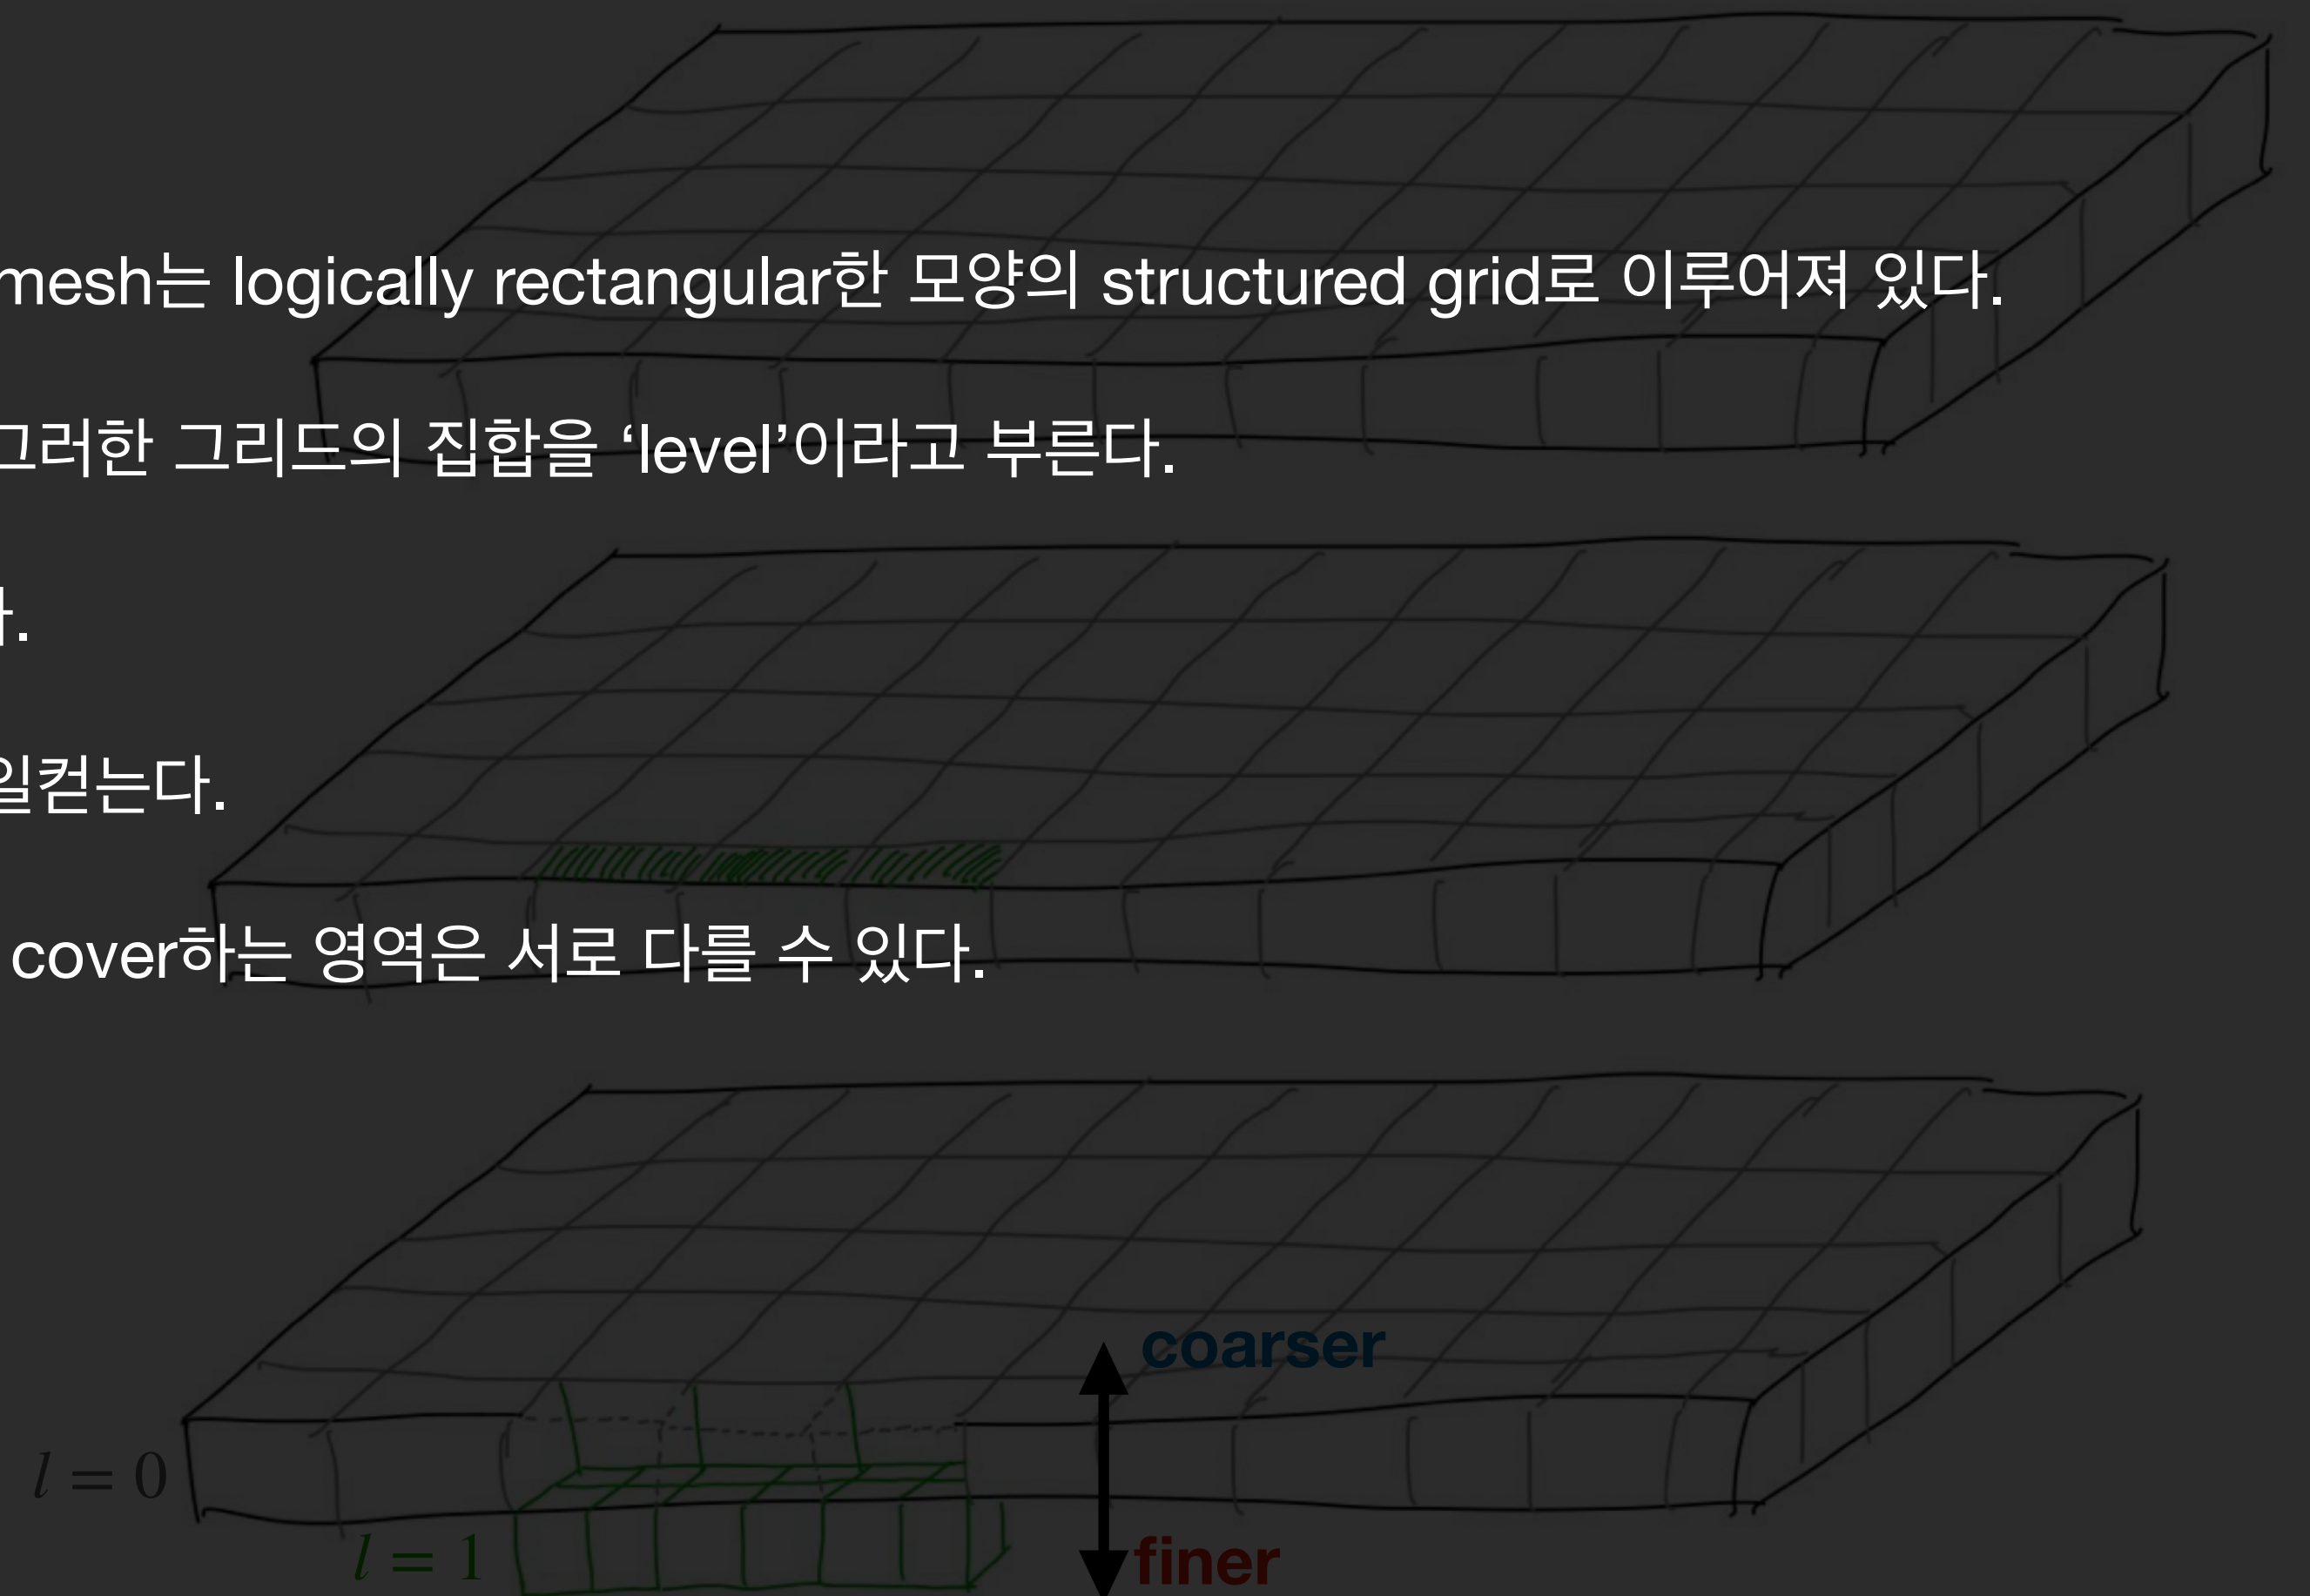 mesh는 logically rectangular한 모양의 structured grid로 이루어져 있다.
그러한 그리드의 집합을 ‘level’이라고 부른다.
다.
일컫는다.
cover하는 영역은 서로 다를 수 있다.
coarser
l = 0
l = 1
finer